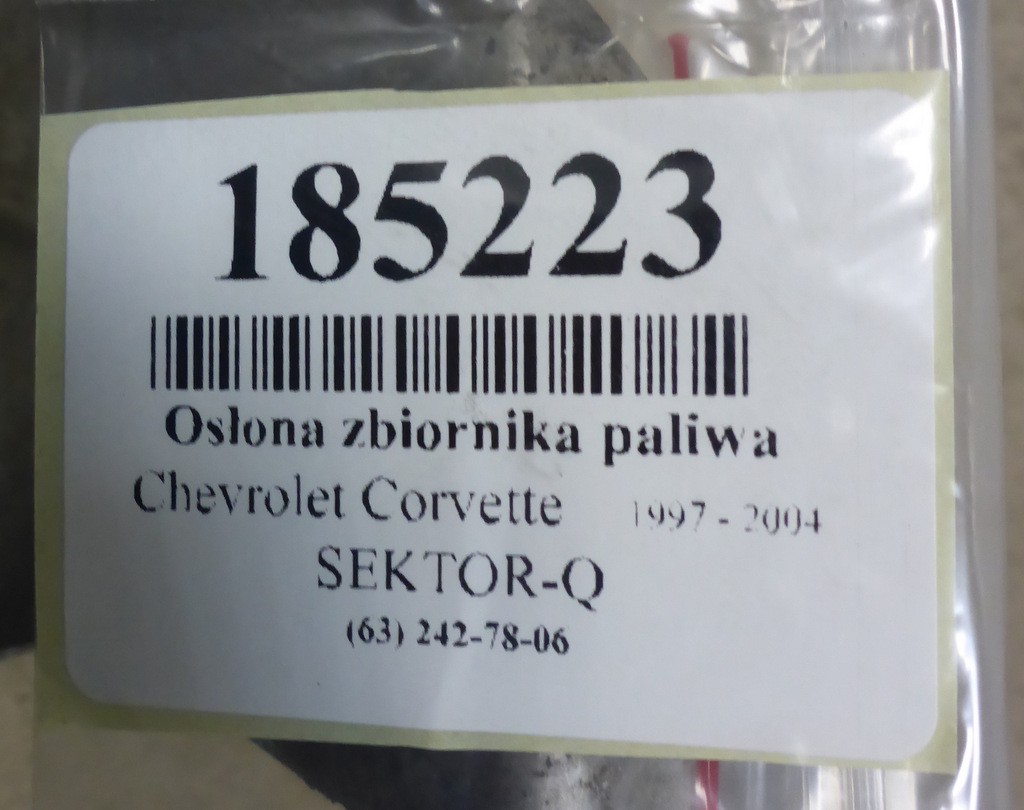 185223
Osłona zbiornika paliwa
Chevrolet Corvette 1997 - 2004
SEKTOR-Q
(63) 242-78-06